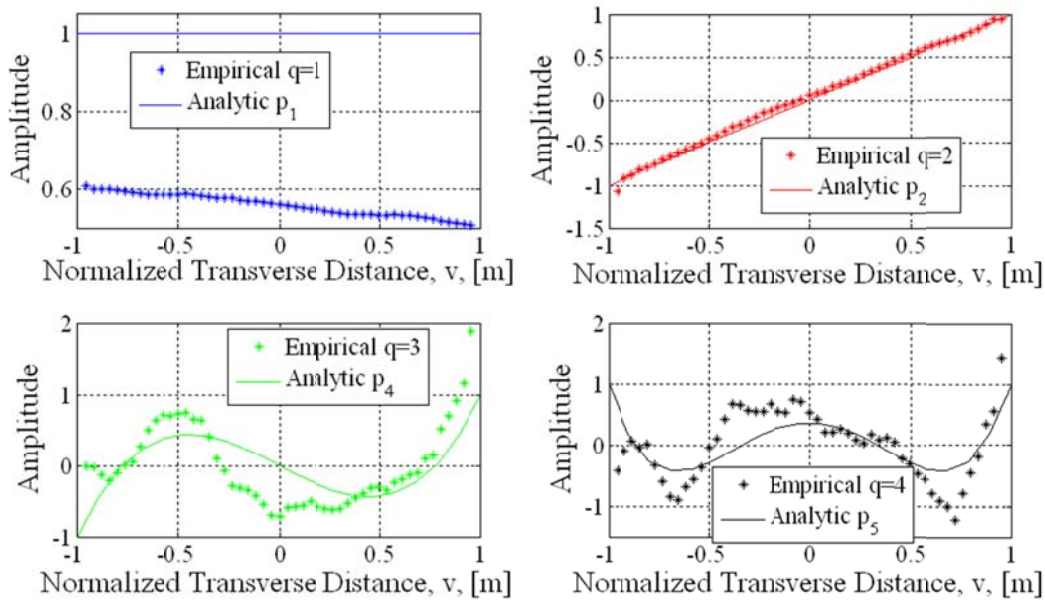 1
0.8
0.6
Amplitude
Empirical q=1
Analytic p1
-1 -0.5 0 0.5 1
Normalized Transverse Distance, v, [m]
1
0.5
0
-0.5
-1
-1.5
Amplitude
Empirical q=2
Analytic p2
-1 -0.5 0 0.5 1
Normalized Transverse Distance, v, [m]
2
1
0
-1
Amplitude
Empirical q=3
Analytic p4
-1 -0.5 0 0.5 1
Normalized Transverse Distance, v, [m]
2
1
0
-1
Amplitude
Empirical q=4
Analytic p5
-1 -0.5 0 0.5 1
Normalized Transverse Distance, v, [m]